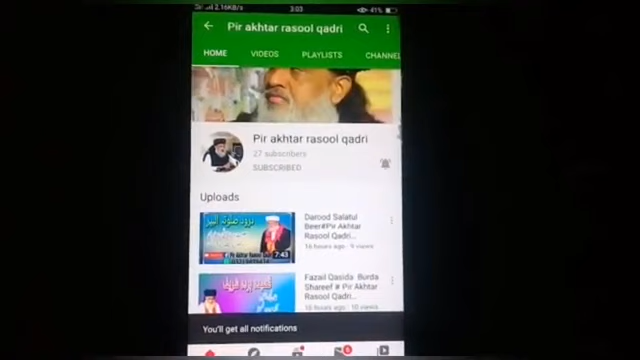 2.16KB/s 3:03 41%
Pir akhtar rasool qadri
HOME VIDEOS PLAYLISTS CHANNEL
Pir akhtar rasool qadri
27 subscribers
SUBSCRIBED
Uploads
Darood Salatul
Beer#Pir Akhtar
Rasool Qadri...
16 hours ago · 9 views
7:43
Fazail Qasida Burda
Shareef # Pir Akhtar
Rasool Qadri...
16 hours ago · 10 views
You'll get all notifications